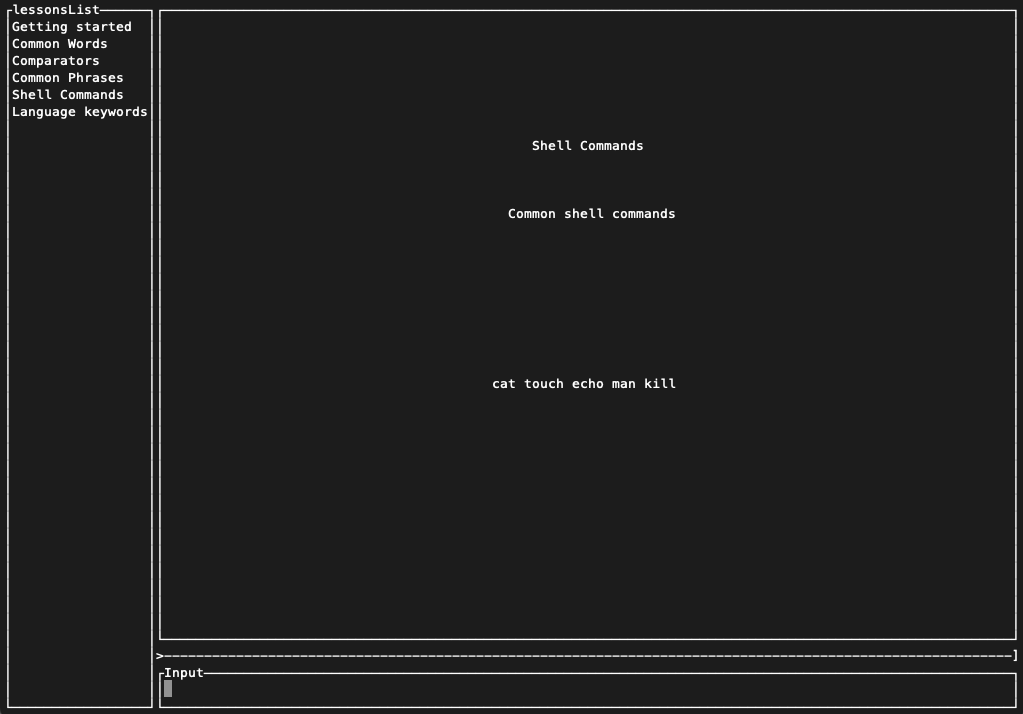 lessonsList
Getting started
Common Words
Comparators
Common Phrases
Shell Commands
Language keywords
Shell Commands
Common shell commands
cat touch echo man kill
>]
Input